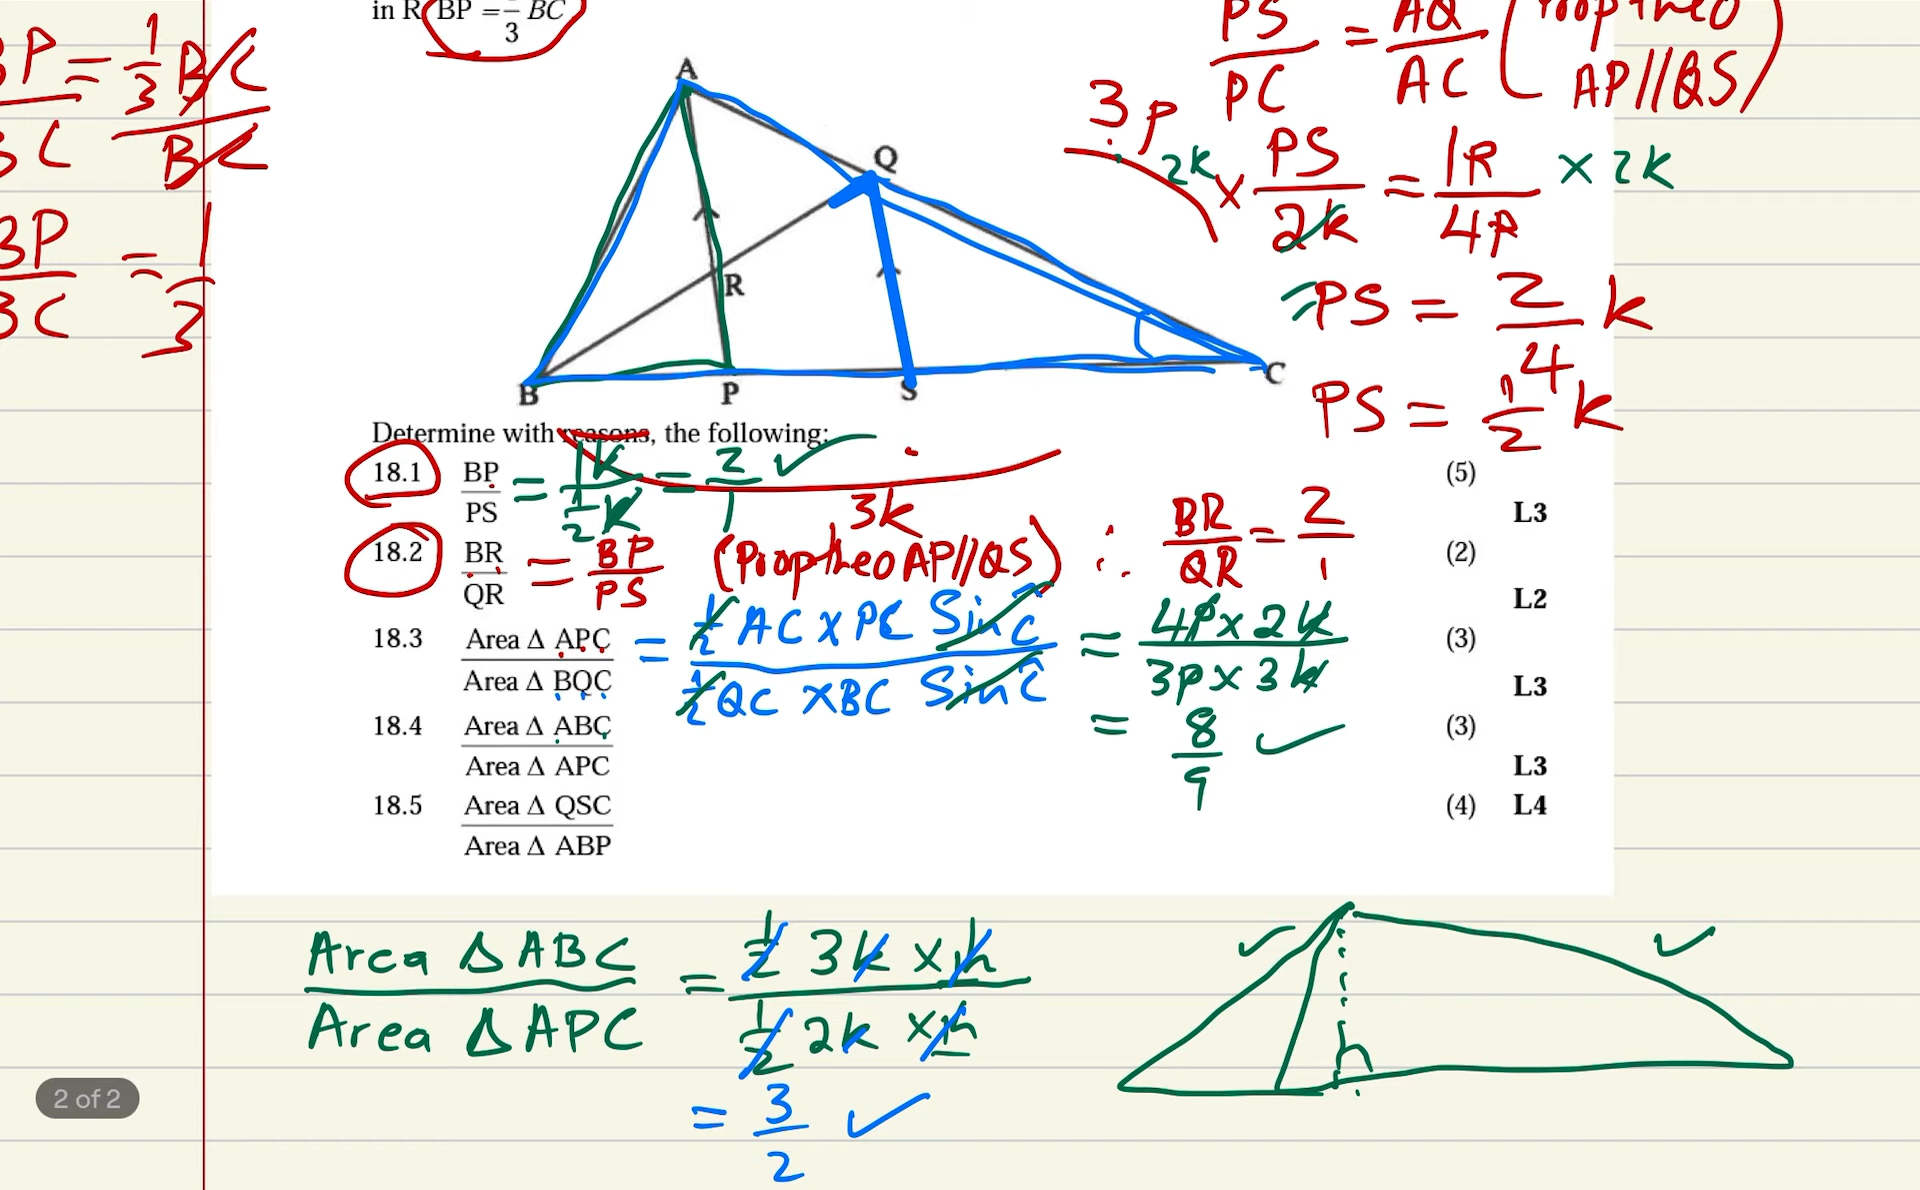 in R. BP = 1/3 BC
BP/BC = 1/3 BC / BC
BP/BC = 1/3
PS/PC = AQ/AC (Prop theo AP//QS)
3p
2k × PS/2k = 1P/4P × 2k
PS = 2/4 k
PS = 1/2 k
A
Q
R
B
P
S
C
3k
Determine with reasons, the following:
18.1 BP/PS = 1k / 1/2 k = 2/1 ✓ (5)
L3
18.2 BR/QR = BP/PS (Prop theo AP//QS) ∴ BR/QR = 2/1 (2)
L2
18.3 Area Δ APC / Area Δ BQC = 1/2 AC × PC Sin Ĉ / 1/2 QC × BC Sin Ĉ = 4P × 2k / 3p × 3k (3)
L3
= 8/9 ✓
18.4 Area Δ ABC / Area Δ APC (3)
L3
18.5 Area Δ QSC / Area Δ ABP (4) L4
Area Δ ABC / Area Δ APC = 1/2 3k × h / 1/2 2k × h
= 3/2 ✓
h
2 of 2